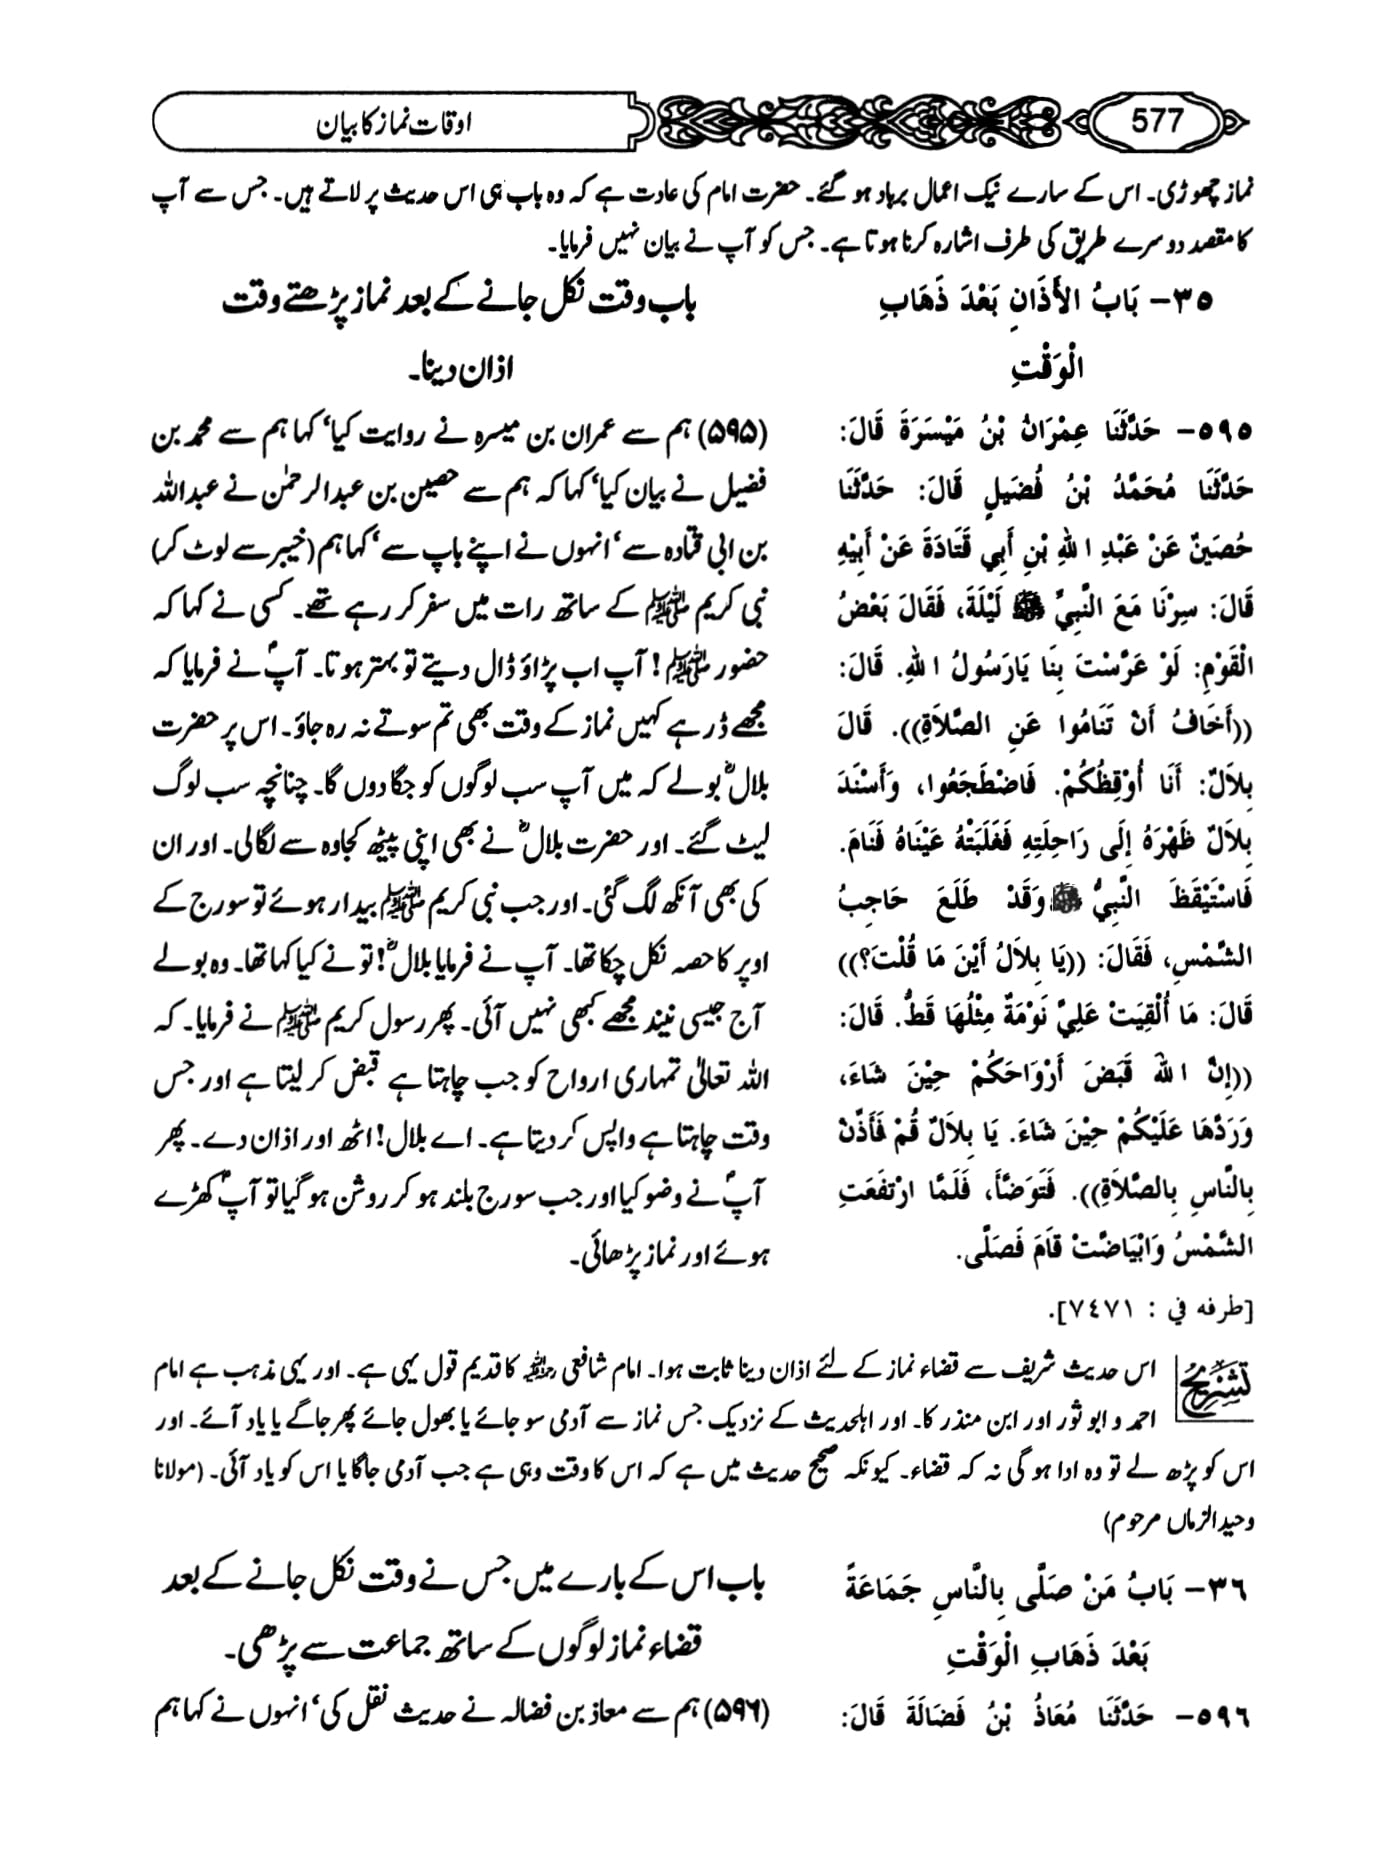 577
اوقات نماز کا بیان
نماز چھوڑی۔ اس کے سارے نیک اعمال برباد ہو گئے۔ حضرت امام کی عادت ہے کہ وہ باب ہی اس حدیث پر لاتے ہیں۔ جس سے آپ
کا مقصد دوسرے طریق کی طرف اشارہ کرنا ہوتا ہے۔ جس کو آپ نے بیان نہیں فرمایا۔
٣٥- بَابُ الأَذَانِ بَعْدَ ذَهَابِ
الْوَقْتِ
٥٩٥- حَدَّثَنَا عِمْرَانُ بْنُ مَيْسَرَةَ قَالَ:
حَدَّثَنَا مُحَمَّدُ بْنُ فُضَيلٍ قَالَ: حَدَّثَنَا
حُصَيْنٌ عَنْ عَبْدِ اللهِ بْنِ أَبِي قَتَادَةَ عَنْ أَبِيْهِ
قَالَ: سِرْنَا مَعَ النَّبِيِّ ﷺ لَيْلَةً، فَقَالَ بَعْضُ
الْقَوْمِ: لَوْ عَرَّسْتَ بِنَا يَارَسُولُ اللهِ. قَالَ:
((أَخَافُ أَنْ تَنَامُوا عَنِ الصَّلاَةِ)). قَالَ
بِلاَلٌ: أَنَا أُوْقِظُكُمْ. فَاضْطَجَعُوا، وَأَسْنَدَ
بِلاَلٌ ظَهْرَهُ إِلَى رَاحِلَتِهِ فَغَلَبَتْهُ عَيْنَاهُ فَنَامَ.
فَاسْتَيْقَظَ النَّبِيُّ ﷺ وَقَدْ طَلَعَ حَاجِبُ
الشَّمْسِ، فَقَالَ: ((يَا بِلاَلُ أَيْنَ مَا قُلْتَ؟))
قَالَ: مَا أُلْقِيَتْ عَلَيَّ نَوْمَةٌ مِثْلُهَا قَطُّ. قَالَ:
((إِنَّ اللهَ قَبَضَ أَرْوَاحَكُمْ حِيْنَ شَاءَ،
وَرَدَّهَا عَلَيْكُمْ حِيْنَ شَاءَ. يَا بِلاَلُ قُمْ فَأَذِّنْ
بِالنَّاسِ بِالصَّلاَةِ)). فَتَوَضَّأَ، فَلَمَّا ارْتَفَعَتِ
الشَّمْسُ وَابْيَاضَّتْ قَامَ فَصَلَّى.
[طرفه في : ٧٤٧١].
باب وقت نکل جانے کے بعد نماز پڑھتے وقت
اذان دینا۔
(۵۹۵) ہم سے عمران بن میسرہ نے روایت کیا' کہا ہم سے محمد بن
فضیل نے بیان کیا' کہا کہ ہم سے حصین بن عبدالرحمٰن نے عبداللہ
بن ابی قتادہ سے' انہوں نے اپنے باپ سے' کہا ہم (خیبر سے لوٹ کر)
نبی کریم ﷺ کے ساتھ رات میں سفر کر رہے تھے۔ کسی نے کہا کہ
حضور ﷺ! آپ اب پڑاؤ ڈال دیتے تو بہتر ہوتا۔ آپؐ نے فرمایا کہ
مجھے ڈر ہے کہیں نماز کے وقت بھی تم سوتے نہ رہ جاؤ۔ اس پر حضرت
بلالؓ بولے کہ میں آپ سب لوگوں کو جگا دوں گا۔ چنانچہ سب لوگ
لیٹ گئے۔ اور حضرت بلالؓ نے بھی اپنی پیٹھ کجاوہ سے لگالی۔ اور ان
کی بھی آنکھ لگ گئی۔ اور جب نبی کریم ﷺ بیدار ہوئے تو سورج کے
اوپر کا حصہ نکل چکا تھا۔ آپ نے فرمایا بلالؓ! تو نے کیا کہا تھا۔ وہ بولے
آج جیسی نیند مجھے کبھی نہیں آئی۔ پھر رسول کریم ﷺ نے فرمایا۔ کہ
اللہ تعالیٰ تمہاری ارواح کو جب چاہتا ہے قبض کر لیتا ہے اور جس
وقت چاہتا ہے واپس کر دیتا ہے۔ اے بلال! اٹھ اور اذان دے۔ پھر
آپؐ نے وضو کیا اور جب سورج بلند ہو کر روشن ہو گیا تو آپؐ کھڑے
ہوئے اور نماز پڑھائی۔
تشریح اس حدیث شریف سے قضاء نماز کے لئے اذان دینا ثابت ہوا۔ امام شافعی رحمہ اللہ کا قدیم قول یہی ہے۔ اور یہی مذہب ہے امام
احمد و ابو ثور اور ابن منذر کا۔ اور اہلحدیث کے نزدیک جس نماز سے آدمی سو جائے یا بھول جائے پھر جاگے یا یاد آئے۔ اور
اس کو پڑھ لے تو وہ ادا ہو گی نہ کہ قضاء۔ کیونکہ صحیح حدیث میں ہے کہ اس کا وقت وہی ہے جب آدمی جاگا یا اس کو یاد آئی۔ (مولانا
وحیدالزماں مرحوم)
٣٦- بَابُ مَنْ صَلَّى بِالنَّاسِ جَمَاعَةً
بَعْدَ ذَهَابِ الْوَقْتِ
٥٩٦- حَدَّثَنَا مُعَاذُ بْنُ فَضَالَةَ قَالَ:
باب اس کے بارے میں جس نے وقت نکل جانے کے بعد
قضاء نماز لوگوں کے ساتھ جماعت سے پڑھی۔
(۵۹۶) ہم سے معاذ بن فضالہ نے حدیث نقل کی' انہوں نے کہا ہم